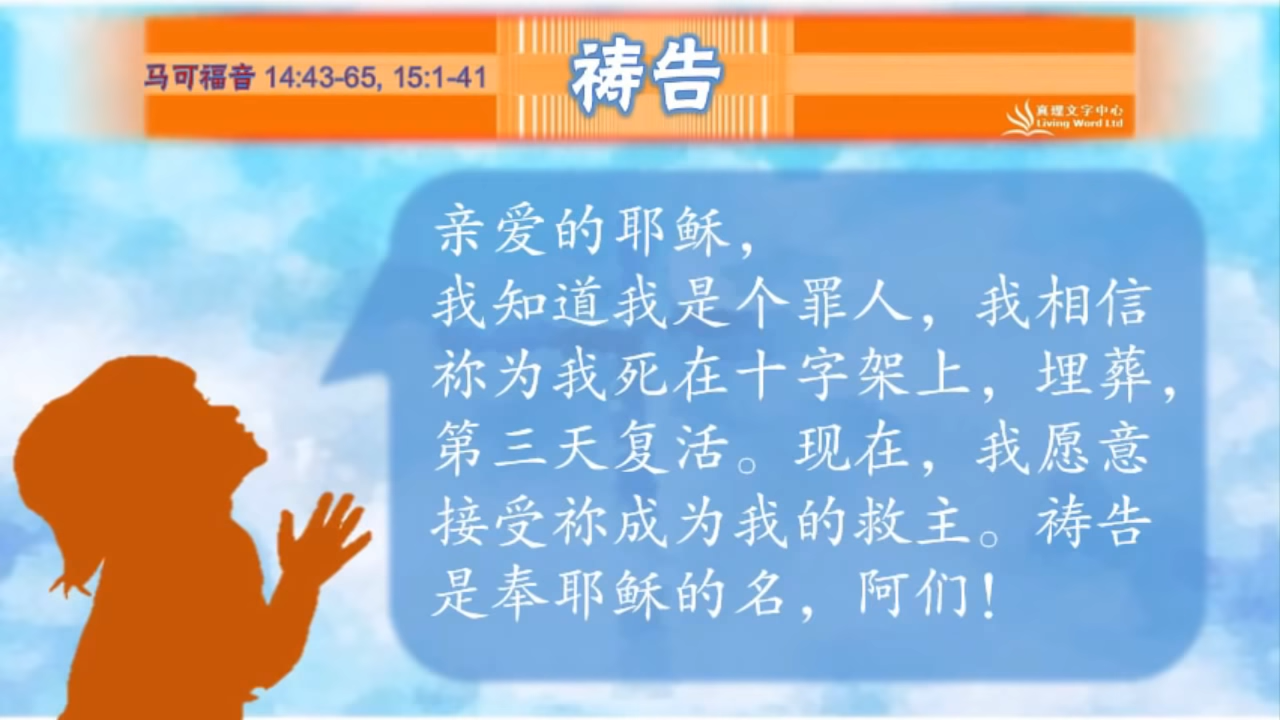 马可福音 14:43-65, 15:1-41
祷告
真理文字中心
Living Word Ltd
亲爱的耶稣，
我知道我是个罪人，我相信
祢为我死在十字架上，埋葬，
第三天复活。现在，我愿意
接受祢成为我的救主。祷告
是奉耶稣的名，阿们！